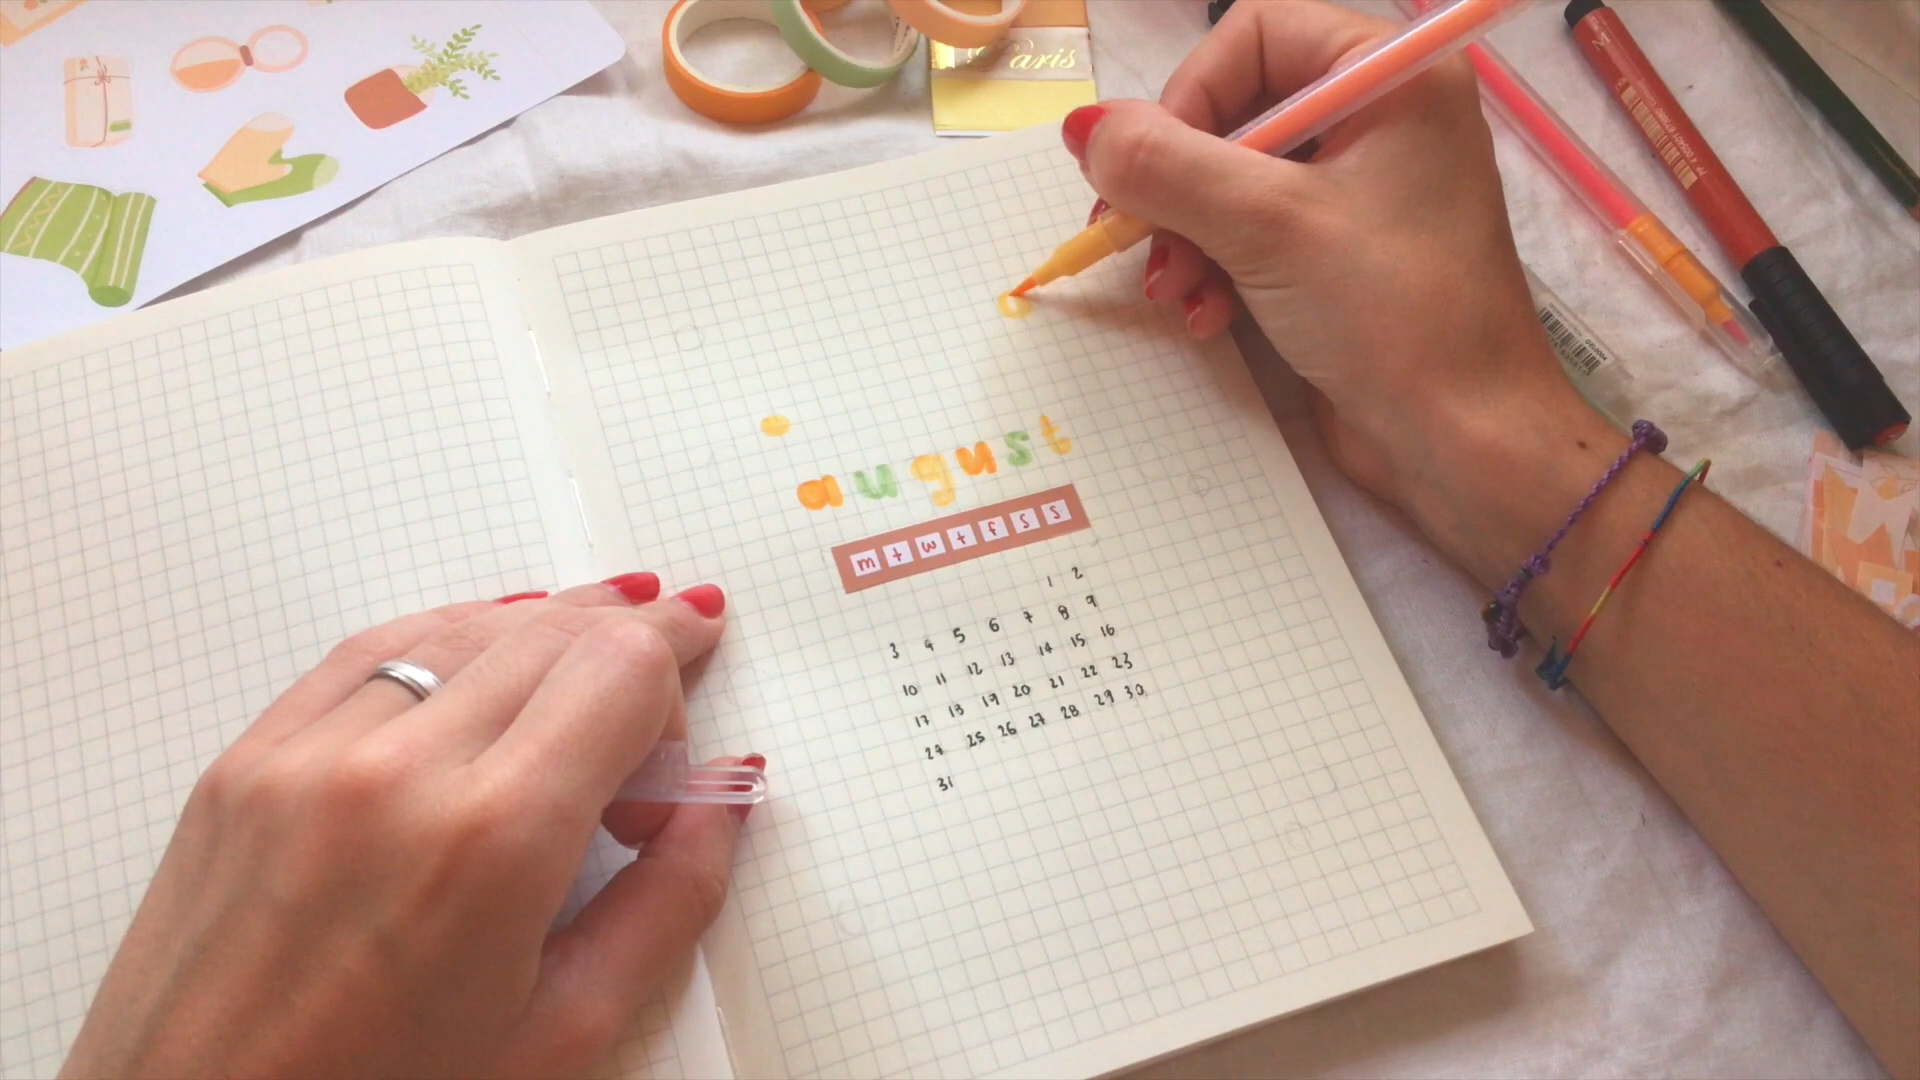 Paris
august
m t w t f s s
1 2
3 4 5 6 7 8 9
10 11 12 13 14 15 16
17 18 19 20 21 22 23
24 25 26 27 28 29 30
31
M